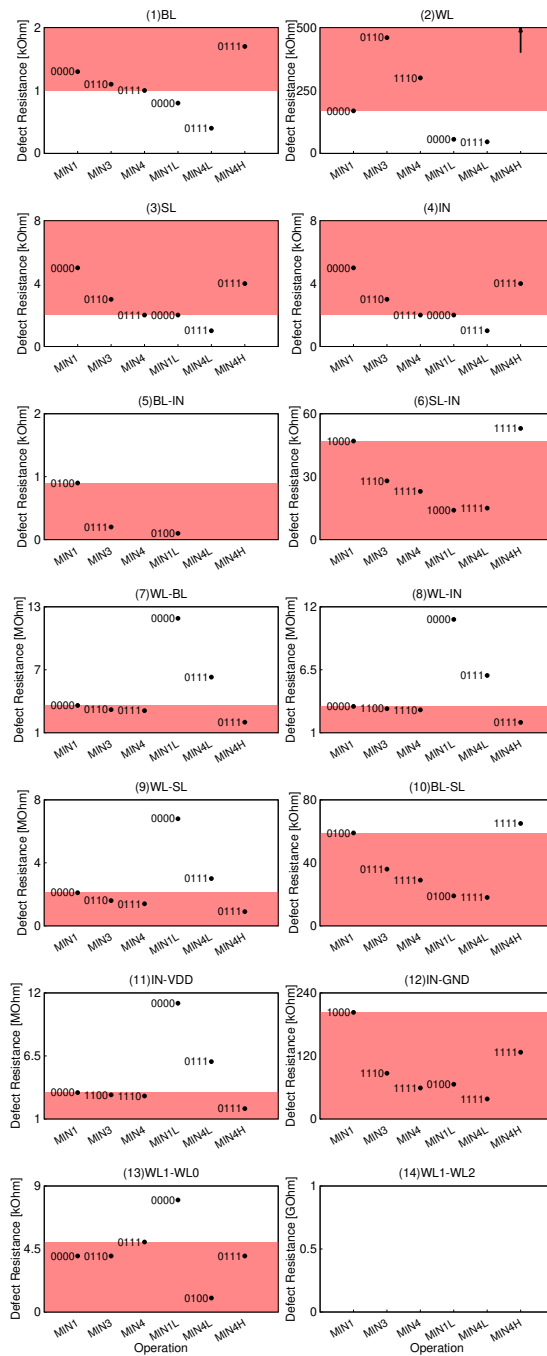 (1)BL
Defect Resistance [kOhm]
2
1
0
0000
0110
0111
0000
0111
0111
MIN1
MIN3
MIN4
MIN1L
MIN4L
MIN4H
(2)WL
Defect Resistance [kOhm]
500
250
0
0000
0110
1110
0000
0111
MIN1
MIN3
MIN4
MIN1L
MIN4L
MIN4H
(3)SL
Defect Resistance [kOhm]
8
4
0
0000
0110
0111
0000
0111
0111
MIN1
MIN3
MIN4
MIN1L
MIN4L
MIN4H
(4)IN
Defect Resistance [kOhm]
8
4
0
0000
0110
0111
0000
0111
0111
MIN1
MIN3
MIN4
MIN1L
MIN4L
MIN4H
(5)BL-IN
Defect Resistance [kOhm]
2
1
0
0100
0111
0100
MIN1
MIN3
MIN4
MIN1L
MIN4L
MIN4H
(6)SL-IN
Defect Resistance [kOhm]
60
30
0
1000
1110
1111
1000
1111
1111
MIN1
MIN3
MIN4
MIN1L
MIN4L
MIN4H
(7)WL-BL
Defect Resistance [MOhm]
13
7
1
0000
0110
0111
0000
0111
0111
MIN1
MIN3
MIN4
MIN1L
MIN4L
MIN4H
(8)WL-IN
Defect Resistance [MOhm]
12
6.5
1
0000
1100
1110
0000
0111
0111
MIN1
MIN3
MIN4
MIN1L
MIN4L
MIN4H
(9)WL-SL
Defect Resistance [MOhm]
8
4
0
0000
0110
0111
0000
0111
0111
MIN1
MIN3
MIN4
MIN1L
MIN4L
MIN4H
(10)BL-SL
Defect Resistance [kOhm]
80
40
0
0100
0111
1111
0100
1111
1111
MIN1
MIN3
MIN4
MIN1L
MIN4L
MIN4H
(11)IN-VDD
Defect Resistance [MOhm]
12
6.5
1
0000
1100
1110
0000
0111
0111
MIN1
MIN3
MIN4
MIN1L
MIN4L
MIN4H
(12)IN-GND
Defect Resistance [kOhm]
240
120
0
1000
1110
1111
0100
1111
1111
MIN1
MIN3
MIN4
MIN1L
MIN4L
MIN4H
(13)WL1-WL0
Defect Resistance [kOhm]
9
4.5
0
0000
0110
0111
0000
0100
0111
MIN1
MIN3
MIN4
MIN1L
MIN4L
MIN4H
Operation
(14)WL1-WL2
Defect Resistance [GOhm]
1
0.5
0
MIN1
MIN3
MIN4
MIN1L
MIN4L
MIN4H
Operation